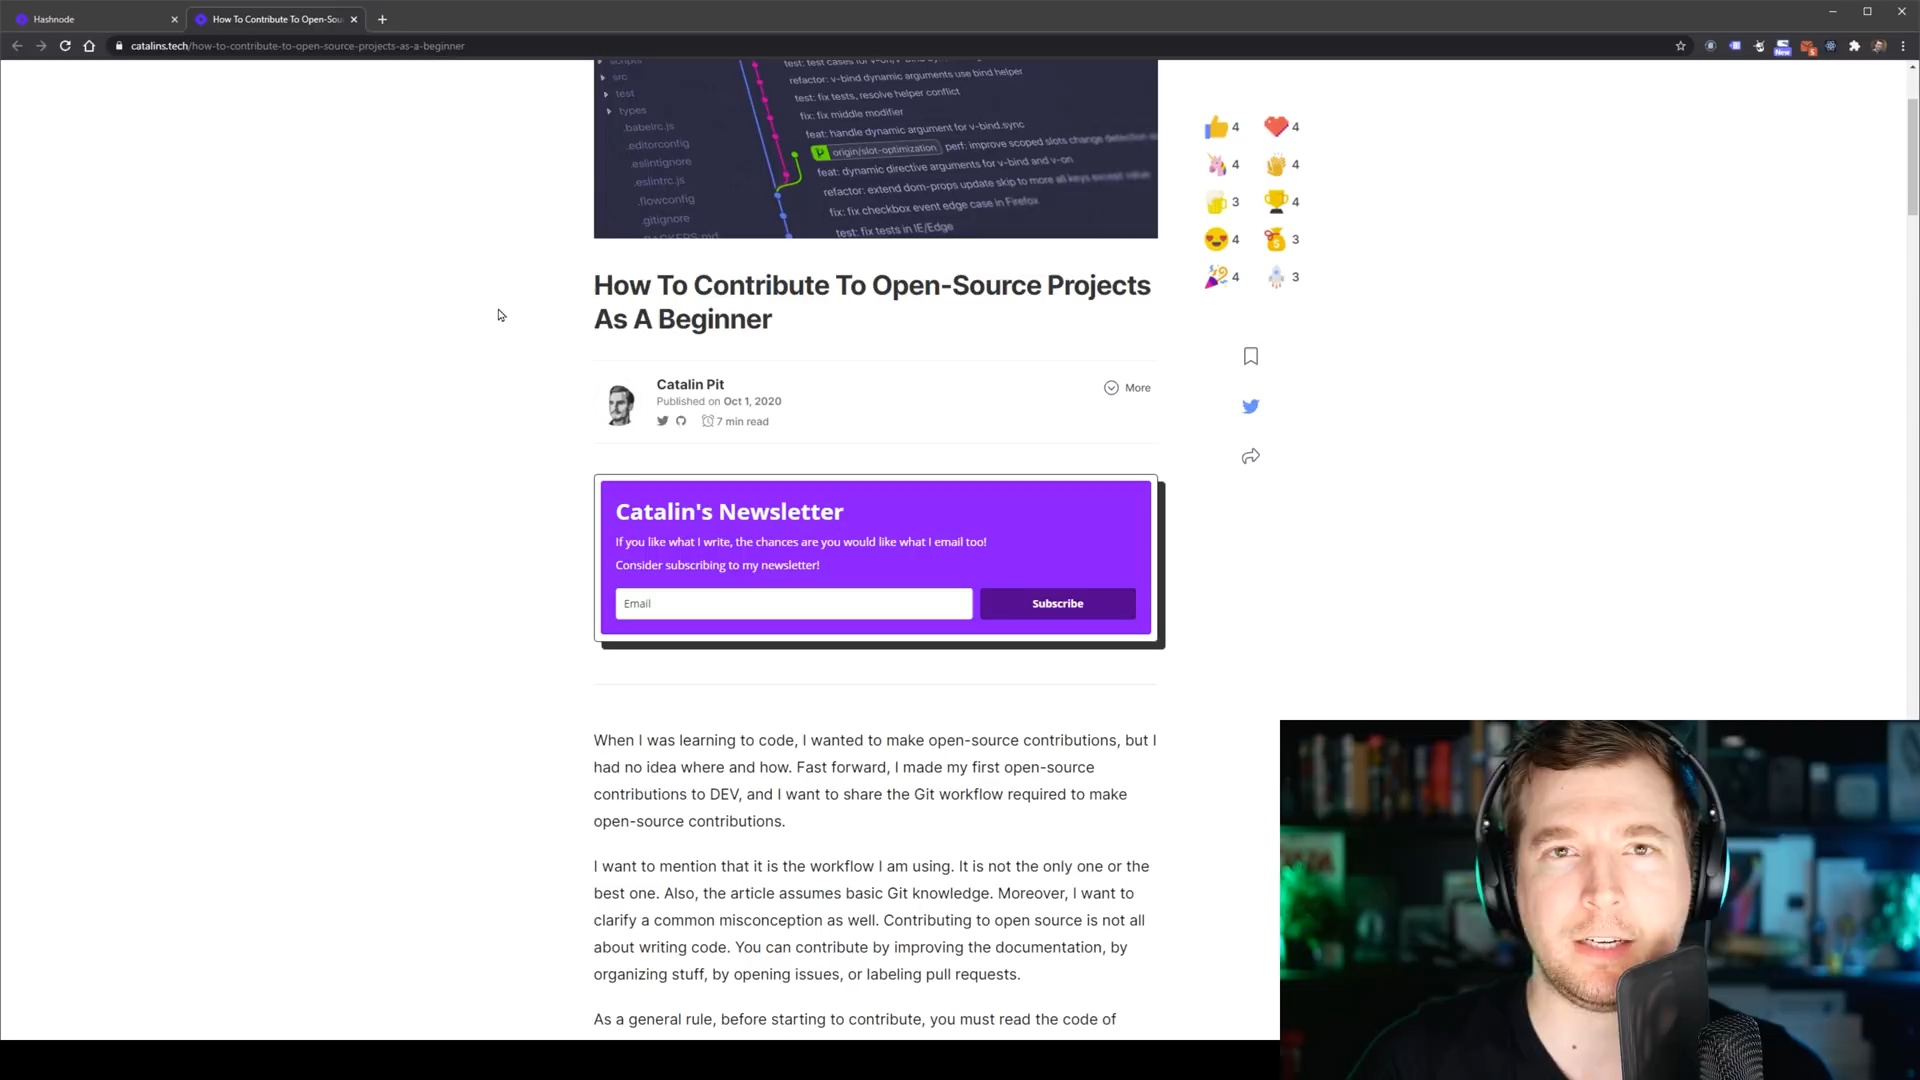 Hashnode
How To Contribute To Open-Sou
catalins.tech/how-to-contribute-to-open-source-projects-as-a-beginner
New
src
test
types
.babelrc.js
.editorconfig
.eslintignore
.eslintrc.js
.flowconfig
.gitignore
BACKERS.md
refactor: v-bind dynamic arguments use bind helper
test: fix tests, resolve helper conflict
fix: fix middle modifier
feat: handle dynamic argument for v-bind.sync
origin/slot-optimization perf: improve scoped slots change detection
feat: dynamic directive arguments for v-bind and v-on
refactor: extend dom-props update skip to more all keys except value
fix: fix checkbox event edge case in Firefox
test: fix tests in IE/Edge
4 4
4 4
3 4
4 3
4 3
How To Contribute To Open-Source Projects
As A Beginner
Catalin Pit
Published on Oct 1, 2020
7 min read
More
Catalin's Newsletter
If you like what I write, the chances are you would like what I email too!
Consider subscribing to my newsletter!
Email
Subscribe
When I was learning to code, I wanted to make open-source contributions, but I
had no idea where and how. Fast forward, I made my first open-source
contributions to DEV, and I want to share the Git workflow required to make
open-source contributions.
I want to mention that it is the workflow I am using. It is not the only one or the
best one. Also, the article assumes basic Git knowledge. Moreover, I want to
clarify a common misconception as well. Contributing to open source is not all
about writing code. You can contribute by improving the documentation, by
organizing stuff, by opening issues, or labeling pull requests.
As a general rule, before starting to contribute, you must read the code of